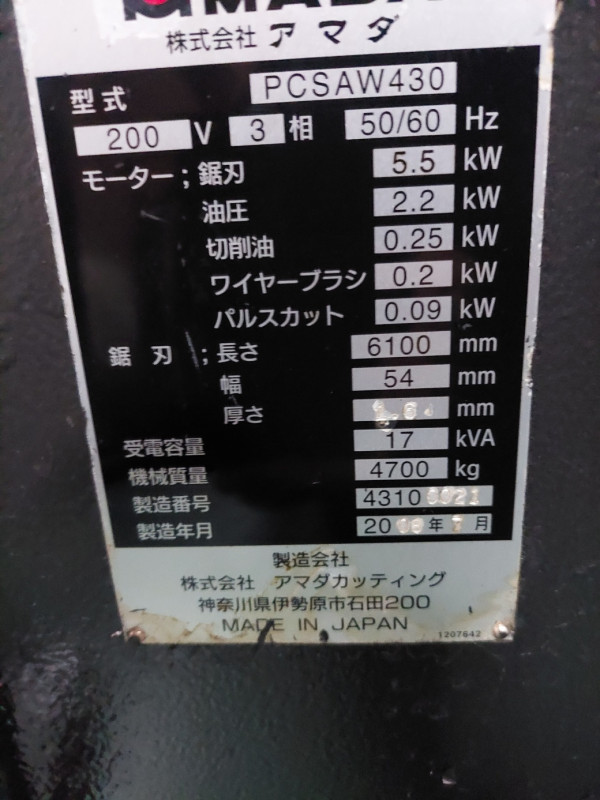 株式会社 アマダ
型式 PCSAW430
200 V 3 相 50/60 Hz
モーター；鋸刃 5.5 kW
油圧 2.2 kW
切削油 0.25 kW
ワイヤーブラシ 0.2 kW
パルスカット 0.09 kW
鋸刃；長さ 6100 mm
幅 54 mm
厚さ mm
受電容量 17 kVA
機械質量 4700 kg
製造番号 4310
製造年月 20 年 月
製造会社
株式会社 アマダカッティング
神奈川県伊勢原市石田200
MADE IN JAPAN
1207642